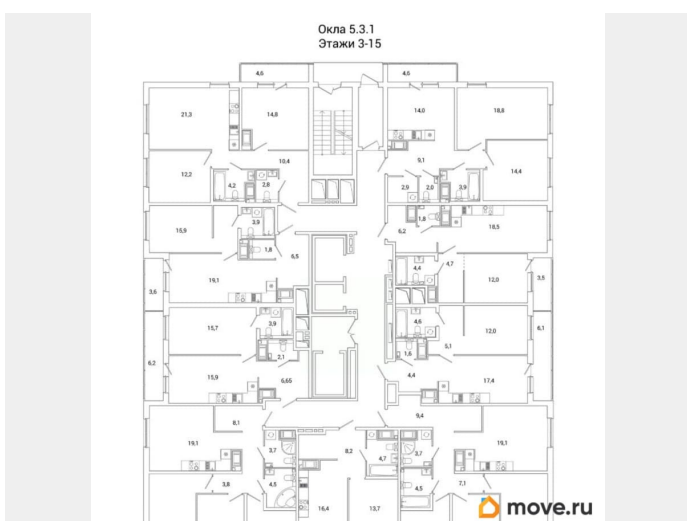 Окла 5.3.1
Этажи 3-15
4,6 4,6
21,3 14,8 14,0 18,8
10,4 9,1
12,2 4,2 2,8 2,9 2,0 3,9 14,4
15,9 3,9 1,8 6,2 18,5
1,8 6,5
19,1 4,4 4,7 12,0
3,6 3,5
15,7 3,9 4,6 12,0 6,1
2,1 1,6 5,1
6,2 15,9 6,65 4,4 17,4
8,1 9,4
19,1 3,7 8,2 4,7 3,7 19,1
3,8 4,5 4,5 7,1
16,4 13,7
move.ru